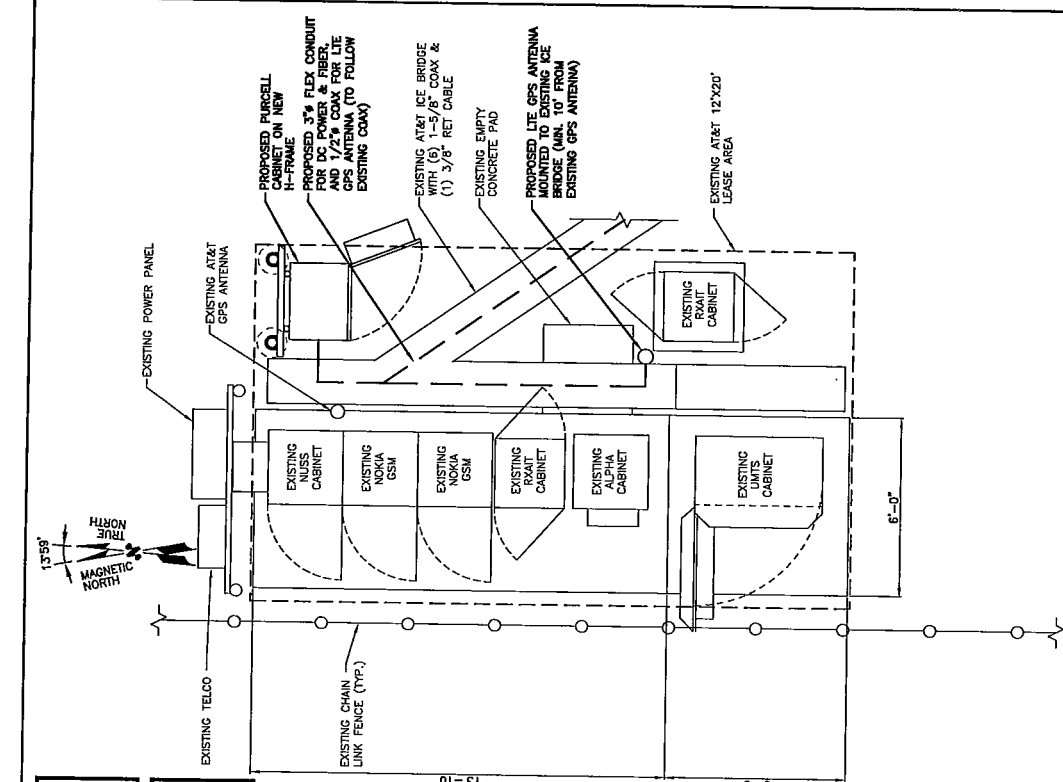 EXISTING POWER PANEL
EXISTING AT&T
GPS ANTENNA
PROPOSED PURCELL
CABINET ON NEW
H-FRAME
PROPOSED 3"ø FLEX CONDUIT
FOR DC POWER & FIBER,
AND 1/2"ø COAX FOR LTE
GPS ANTENNA (TO FOLLOW
EXISTING COAX)
EXISTING AT&T ICE BRIDGE
WITH (6) 1-5/8" COAX &
(1) 3/8" RET CABLE
EXISTING EMPTY
CONCRETE PAD
PROPOSED LTE GPS ANTENNA
MOUNTED TO EXISTING ICE
BRIDGE (MIN. 10' FROM
EXISTING GPS ANTENNA)
EXISTING AT&T 12'X20'
LEASE AREA
13°59'
TRUE
NORTH
MAGNETIC
NORTH
EXISTING TELCO
EXISTING CHAIN
LINK FENCE (TYP.)
EXISTING
NUSS
CABINET
EXISTING
NOKIA
GSM
EXISTING
NOKIA
GSM
EXISTING
RXAIT
CABINET
EXISTING
ALPHA
CABINET
EXISTING
UMTS
CABINET
EXISTING
RXAIT
CABINET
6'-0"